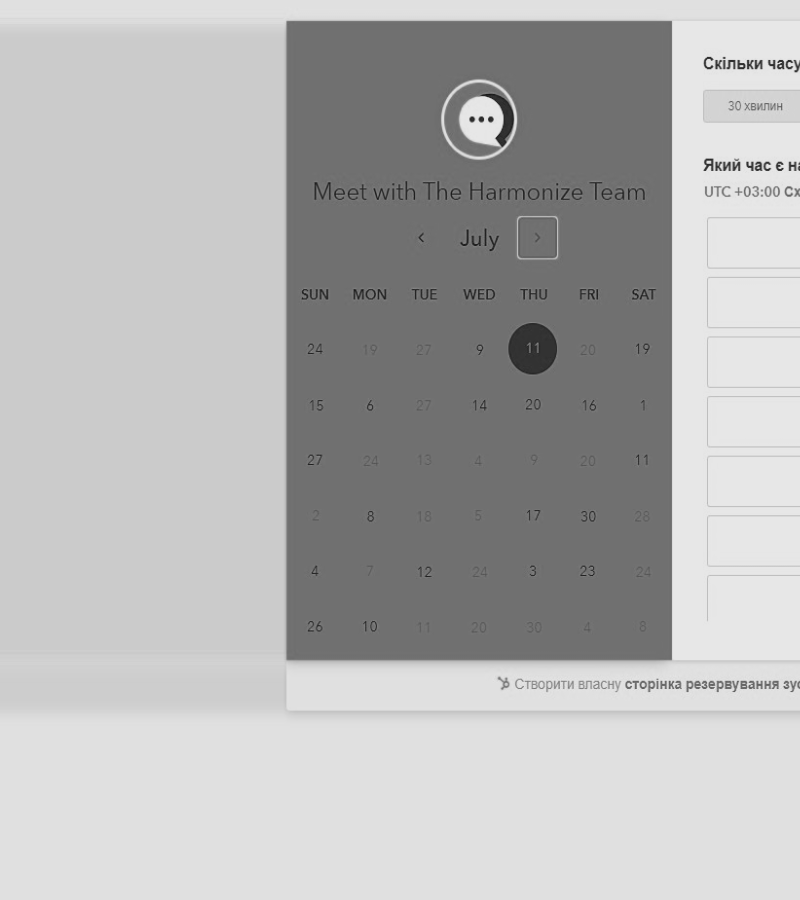 Meet with The Harmonize Team
July
SUN MON TUE WED THU FRI SAT
24 19 27 9 11 20 19
15 6 27 14 20 16 1
27 24 13 4 9 20 11
2 8 18 5 17 30 28
4 7 12 24 3 23 24
26 10 11 20 30 4 8
Скільки часу
30 хвилин
Який час є на
UTC +03:00 Сх
Створити власну сторінка резервування зус